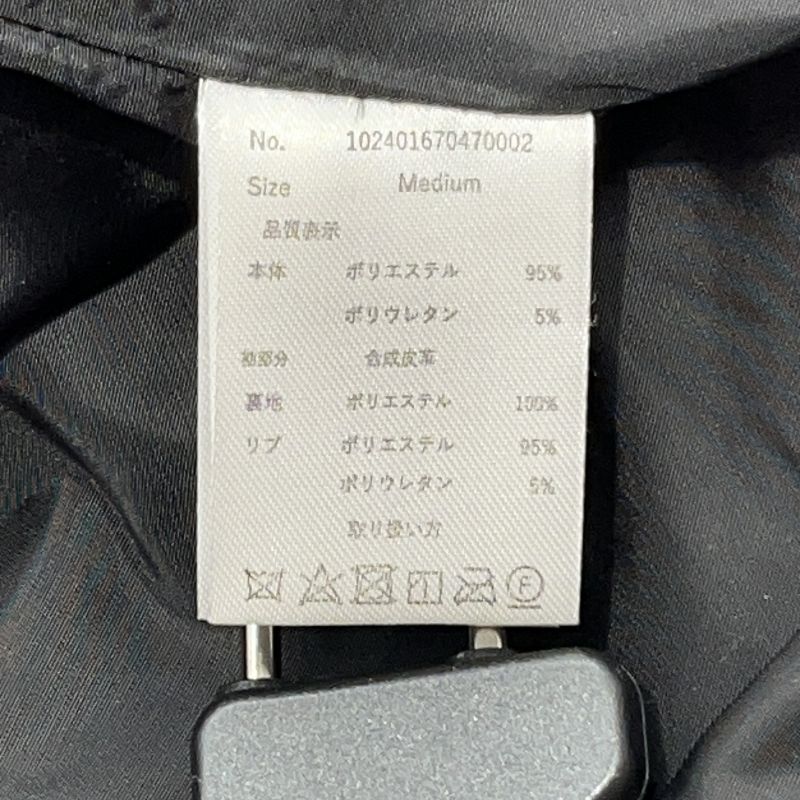 No. 102401670470002
Size Medium
品質表示
本体 ポリエステル 95%
ポリウレタン 5%
別部分 合成皮革
裏地 ポリエステル 100%
リブ ポリエステル 95%
ポリウレタン 5%
取り扱い方
F